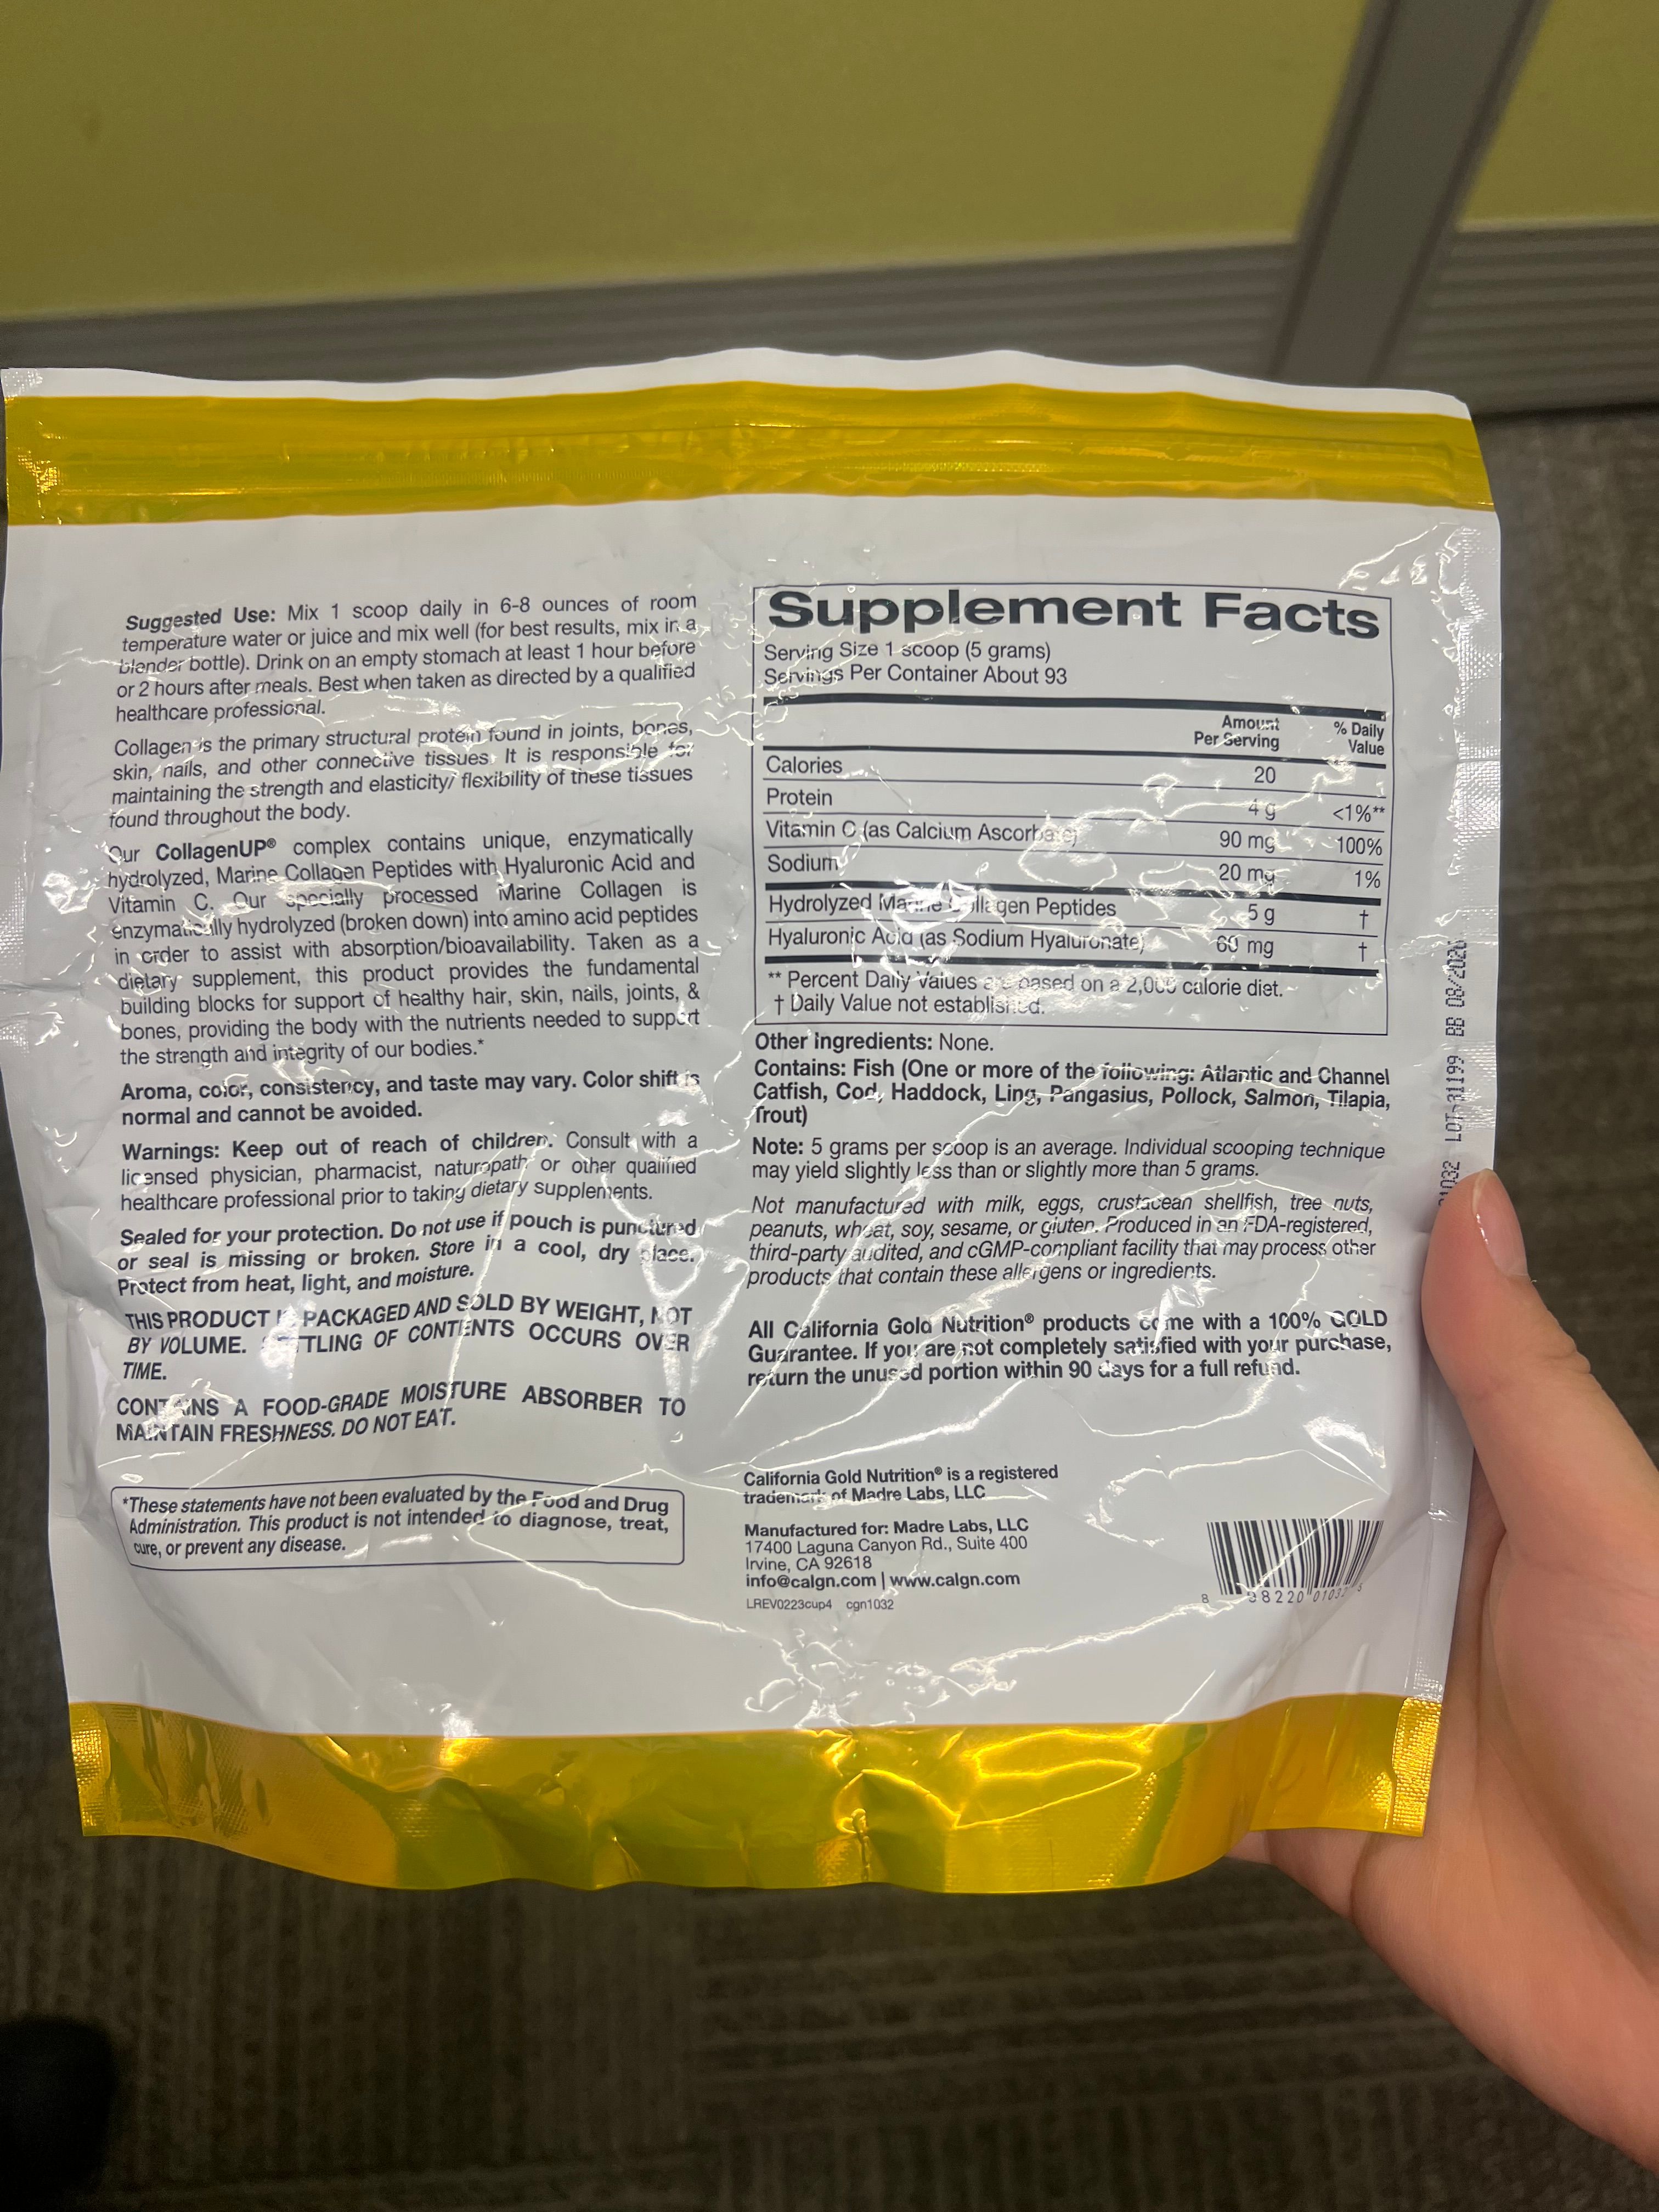 Suggested Use: Mix 1 scoop daily in 6-8 ounces of room
temperature water or juice and mix well (for best results, mix in a
blender bottle). Drink on an empty stomach at least 1 hour before
or 2 hours after meals. Best when taken as directed by a qualified
healthcare professional.
Collagen is the primary structural protein found in joints, bones,
skin, nails, and other connective tissues. It is responsible for
maintaining the strength and elasticity/ flexibility of these tissues
found throughout the body.
Our CollagenUP® complex contains unique, enzymatically
hydrolyzed, Marine Collagen Peptides with Hyaluronic Acid and
Vitamin C. Our specially processed Marine Collagen is
enzymatically hydrolyzed (broken down) into amino acid peptides
in order to assist with absorption/bioavailability. Taken as a
dietary supplement, this product provides the fundamental
building blocks for support of healthy hair, skin, nails, joints, &
bones, providing the body with the nutrients needed to support
the strength and integrity of our bodies.*
Aroma, color, consistency, and taste may vary. Color shift is
normal and cannot be avoided.
Warnings: Keep out of reach of children. Consult with a
licensed physician, pharmacist, naturopath or other qualified
healthcare professional prior to taking dietary supplements.
Sealed for your protection. Do not use if pouch is punctured
or seal is missing or broken. Store in a cool, dry place.
Protect from heat, light, and moisture.
THIS PRODUCT IS PACKAGED AND SOLD BY WEIGHT, NOT
BY VOLUME. SETTLING OF CONTENTS OCCURS OVER
TIME.
CONTAINS A FOOD-GRADE MOISTURE ABSORBER TO
MAINTAIN FRESHNESS. DO NOT EAT.
*These statements have not been evaluated by the Food and Drug
Administration. This product is not intended to diagnose, treat,
cure, or prevent any disease.
Supplement Facts
Serving Size 1 scoop (5 grams)
Servings Per Container About 93
Amount Per Serving % Daily Value
Calories 20
Protein 4 g <1%**
Vitamin C (as Calcium Ascorbate) 90 mg 100%
Sodium 20 mg 1%
Hydrolyzed Marine Collagen Peptides 5 g †
Hyaluronic Acid (as Sodium Hyaluronate) 60 mg †
** Percent Daily Values are based on a 2,000 calorie diet.
† Daily Value not established.
Other Ingredients: None.
Contains: Fish (One or more of the following: Atlantic and Channel
Catfish, Cod, Haddock, Ling, Pangasius, Pollock, Salmon, Tilapia,
Trout)
Note: 5 grams per scoop is an average. Individual scooping technique
may yield slightly less than or slightly more than 5 grams.
Not manufactured with milk, eggs, crustacean shellfish, tree nuts,
peanuts, wheat, soy, sesame, or gluten. Produced in an FDA-registered,
third-party audited, and cGMP-compliant facility that may process other
products that contain these allergens or ingredients.
All California Gold Nutrition® products come with a 100% GOLD
Guarantee. If you are not completely satisfied with your purchase,
return the unused portion within 90 days for a full refund.
California Gold Nutrition® is a registered
trademark of Madre Labs, LLC
Manufactured for: Madre Labs, LLC
17400 Laguna Canyon Rd., Suite 400
Irvine, CA 92618
info@calgn.com | www.calgn.com
LREV0223cup4 cgn1032
LOT-31199 BB